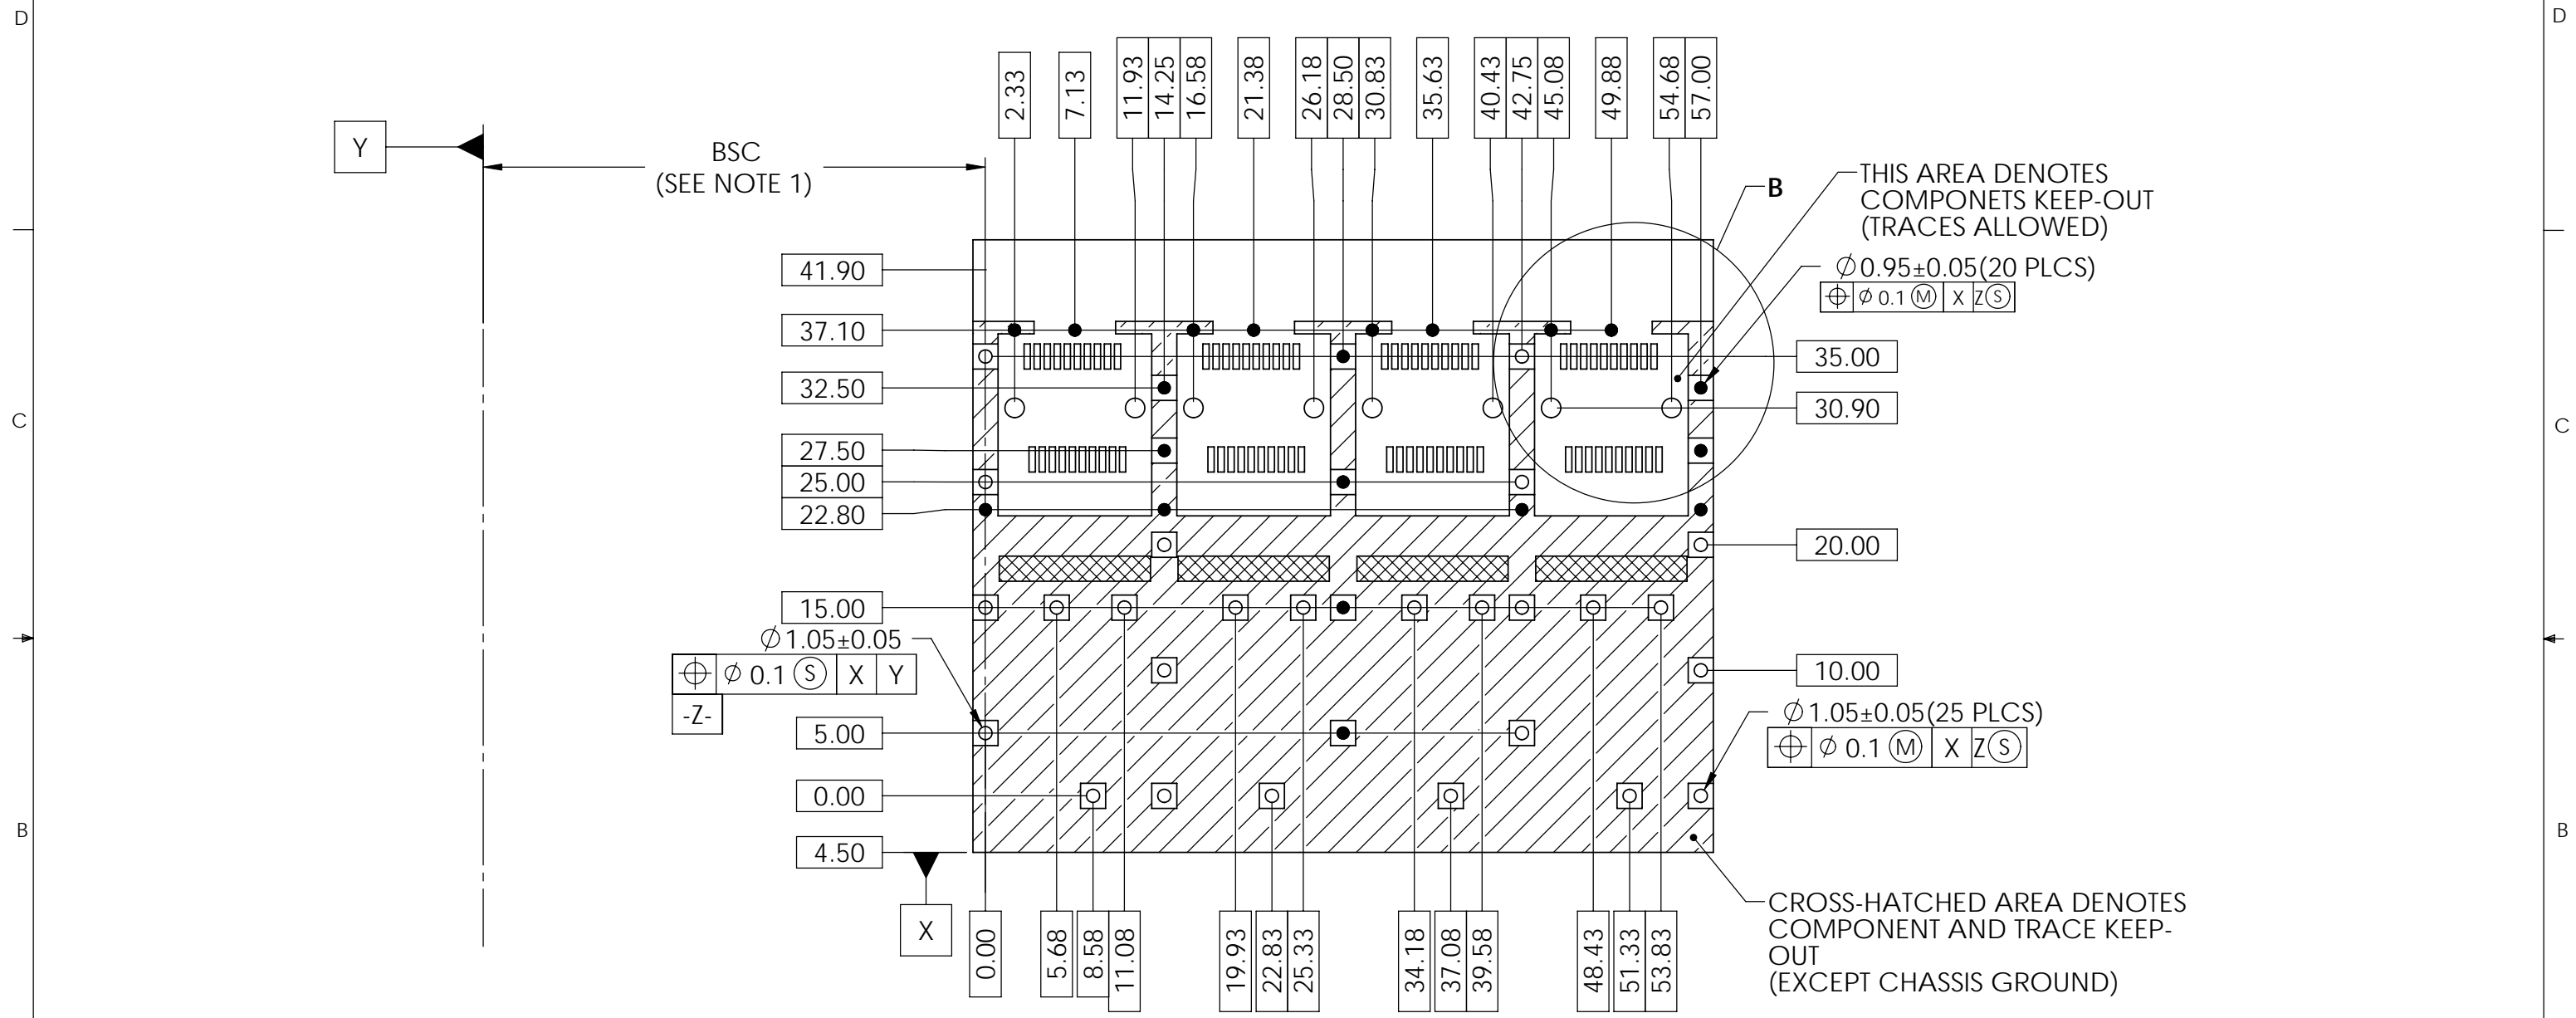 D
D
2.33
7.13
11.93
14.25
16.58
21.38
26.18
28.50
30.83
35.63
40.43
42.75
45.08
49.88
54.68
57.00
Y
BSC
(SEE NOTE 1)
B
THIS AREA DENOTES
COMPONETS KEEP-OUT
(TRACES ALLOWED)
⌀0.95±0.05(20 PLCS)
⌖ ⌀ 0.1 Ⓜ X Z Ⓢ
41.90
37.10
32.50
27.50
25.00
22.80
35.00
30.90
20.00
C
C
15.00
⌀1.05±0.05
⌖ ⌀ 0.1 Ⓢ X Y
-Z-
5.00
0.00
4.50
X
10.00
⌀1.05±0.05(25 PLCS)
⌖ ⌀ 0.1 Ⓜ X Z Ⓢ
B
B
0.00
5.68
8.58
11.08
19.93
22.83
25.33
34.18
37.08
39.58
48.43
51.33
53.83
CROSS-HATCHED AREA DENOTES
COMPONENT AND TRACE KEEP-
OUT
(EXCEPT CHASSIS GROUND)